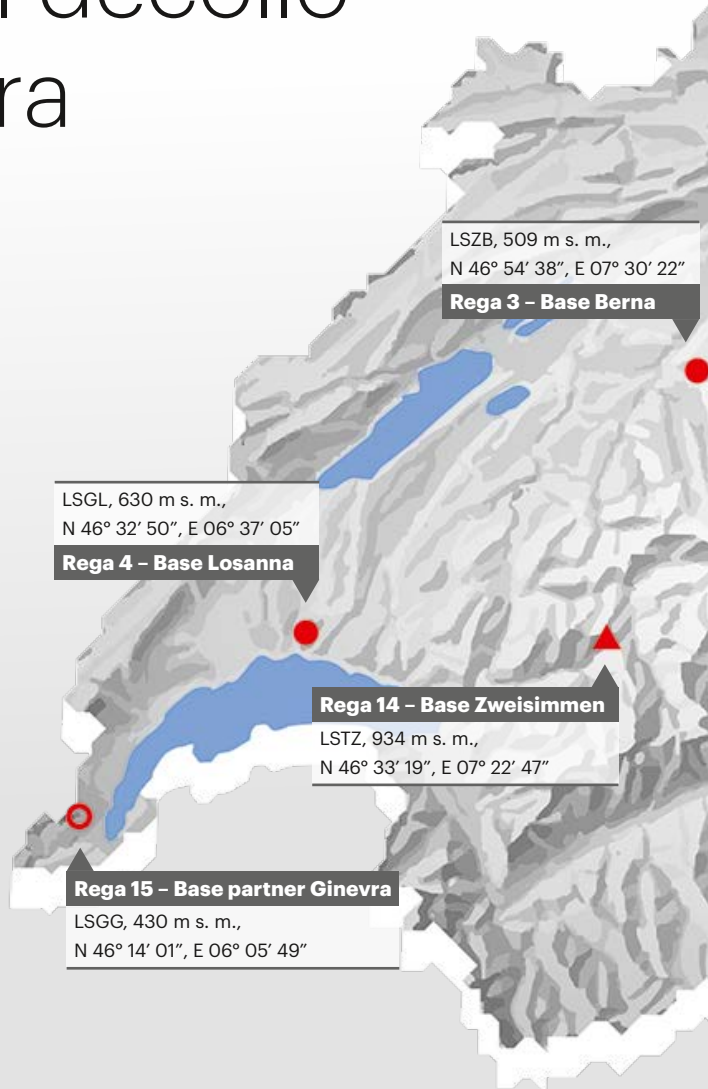 ra
LSZB, 509 m s. m.,
N 46° 54′ 38″, E 07° 30′ 22″
Rega 3 – Base Berna
LSGL, 630 m s. m.,
N 46° 32′ 50″, E 06° 37′ 05″
Rega 4 – Base Losanna
Rega 14 – Base Zweisimmen
LSTZ, 934 m s. m.,
N 46° 33′ 19″, E 07° 22′ 47″
Rega 15 – Base partner Ginevra
LSGG, 430 m s. m.,
N 46° 14′ 01″, E 06° 05′ 49″